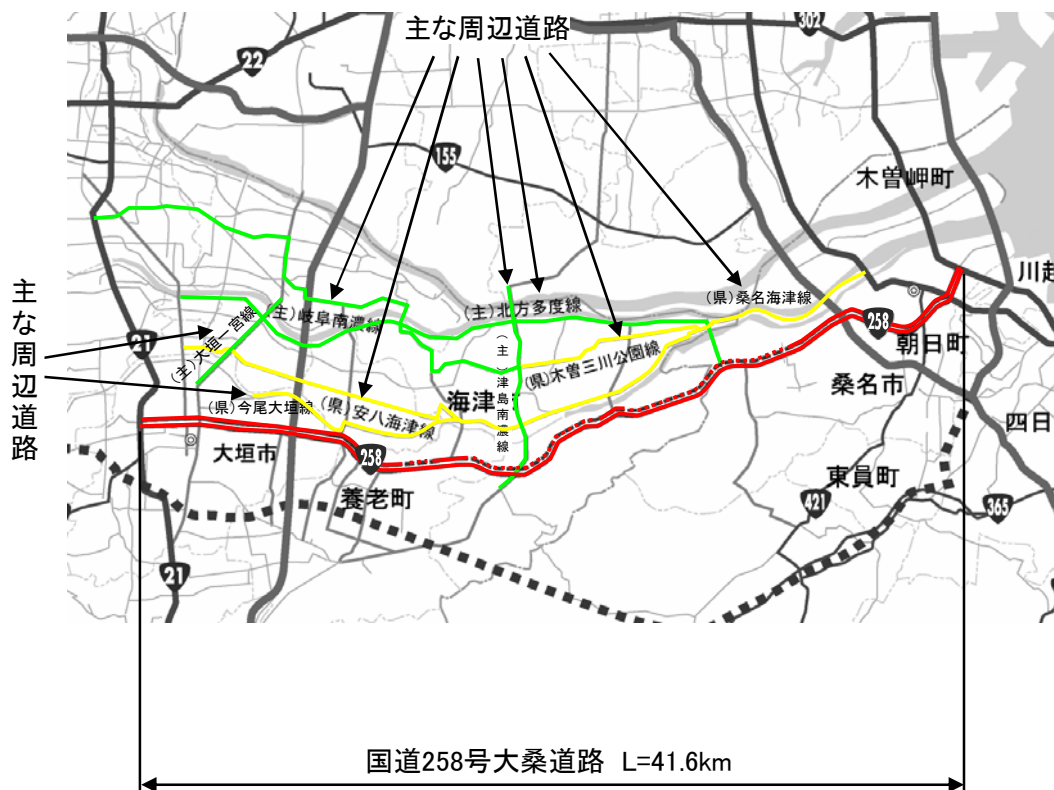 主な周辺道路
302
22
155
木曽岬町
川越
(県)桑名海津線
(主)北方多度線
(主)岐阜南濃線
258
主な周辺道路
21
(主)大垣一宮線
朝日町
(県)木曽三川公園線
(主)津島南濃線
桑名市
海津
(県)今尾大垣線
(県)安八海津線
四日
大垣市
258
東員町
養老町
421
365
21
国道258号大桑道路 L=41.6km